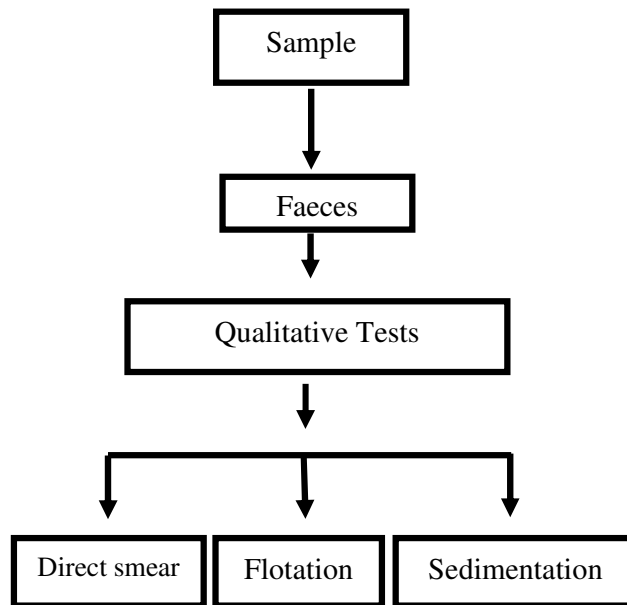 Sample
Faeces
Qualitative Tests
Direct smear
Flotation
Sedimentation